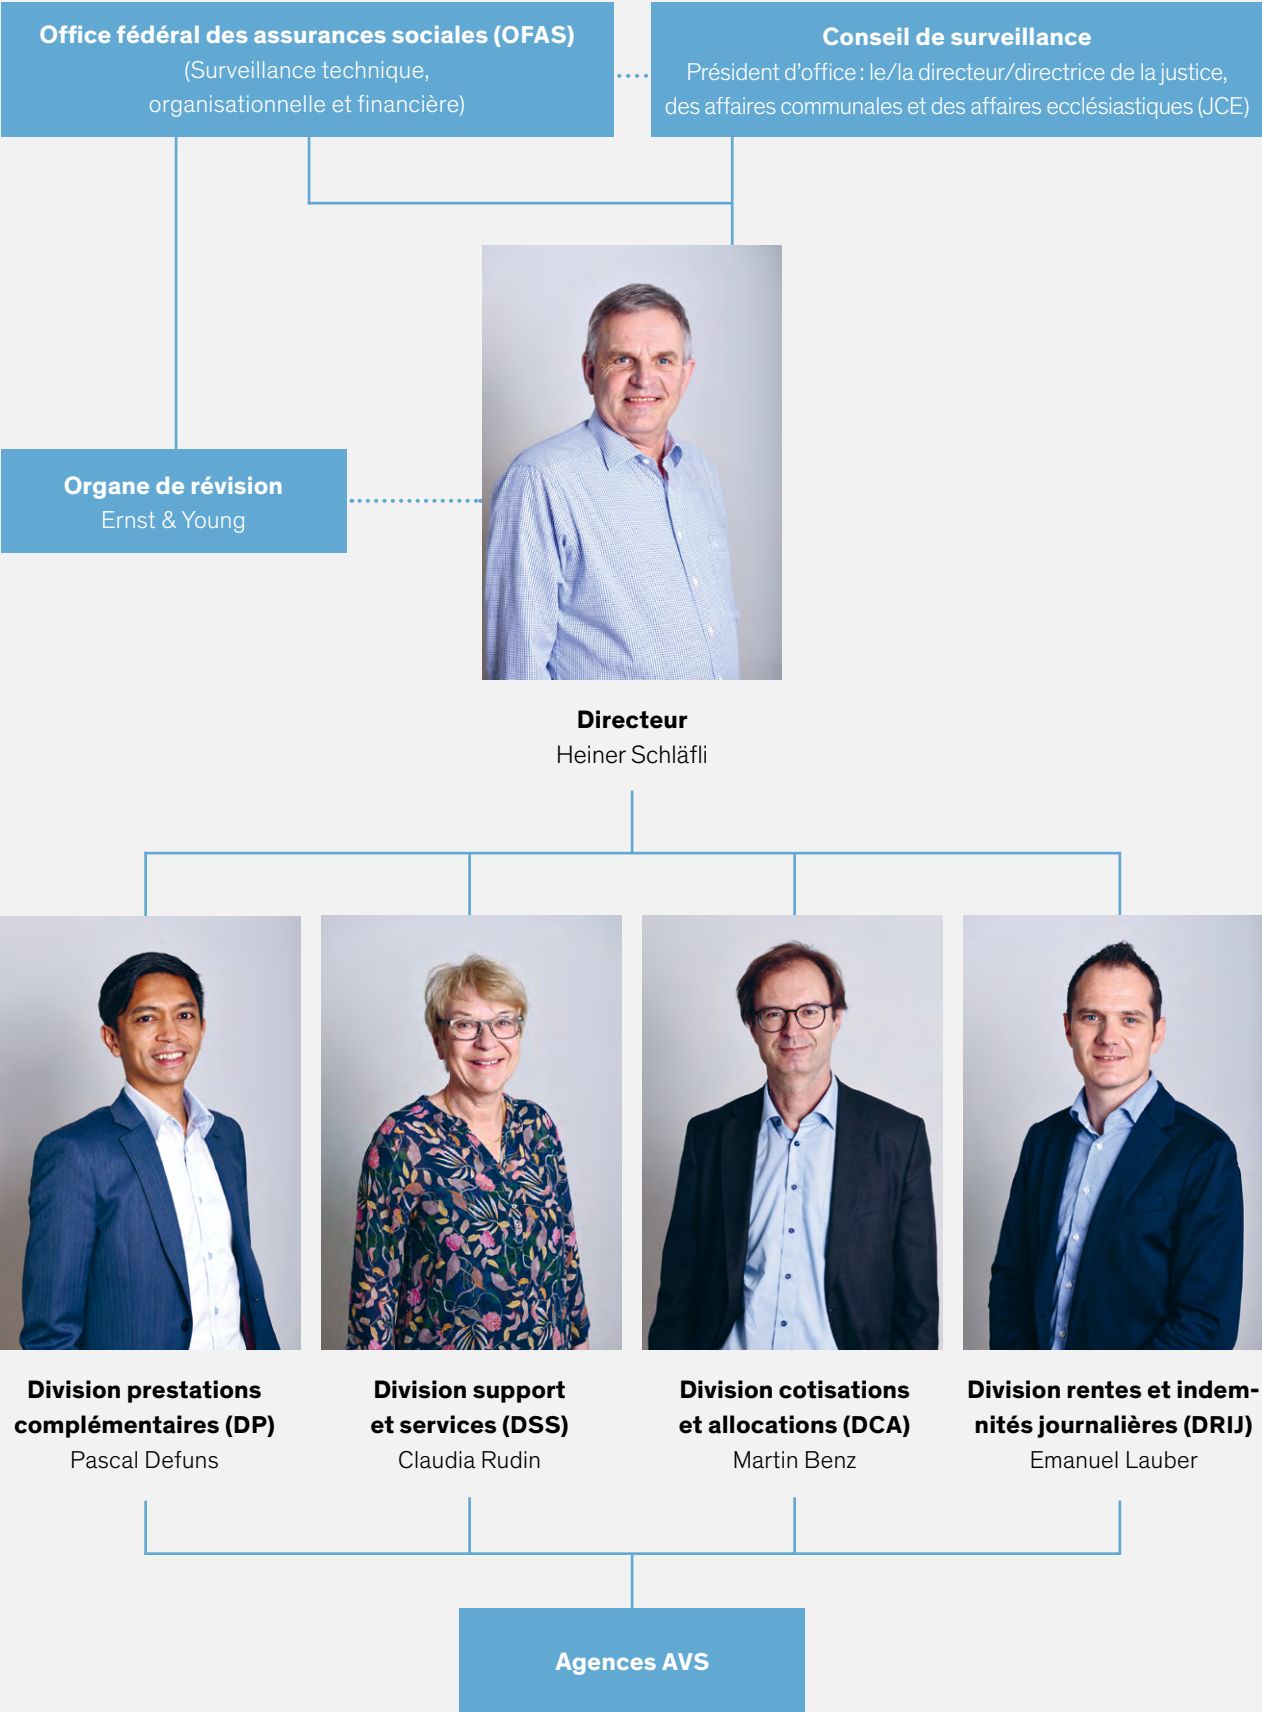 Office fédéral des assurances sociales (OFAS)
(Surveillance technique,
organisationnelle et financière)
Conseil de surveillance
Président d'office : le/la directeur/directrice de la justice,
des affaires communales et des affaires ecclésiastiques (JCE)
Organe de révision
Ernst & Young
Directeur
Heiner Schläfli
Division prestations
complémentaires (DP)
Pascal Defuns
Division support
et services (DSS)
Claudia Rudin
Division cotisations
et allocations (DCA)
Martin Benz
Division rentes et indem-
nités journalières (DRIJ)
Emanuel Lauber
Agences AVS